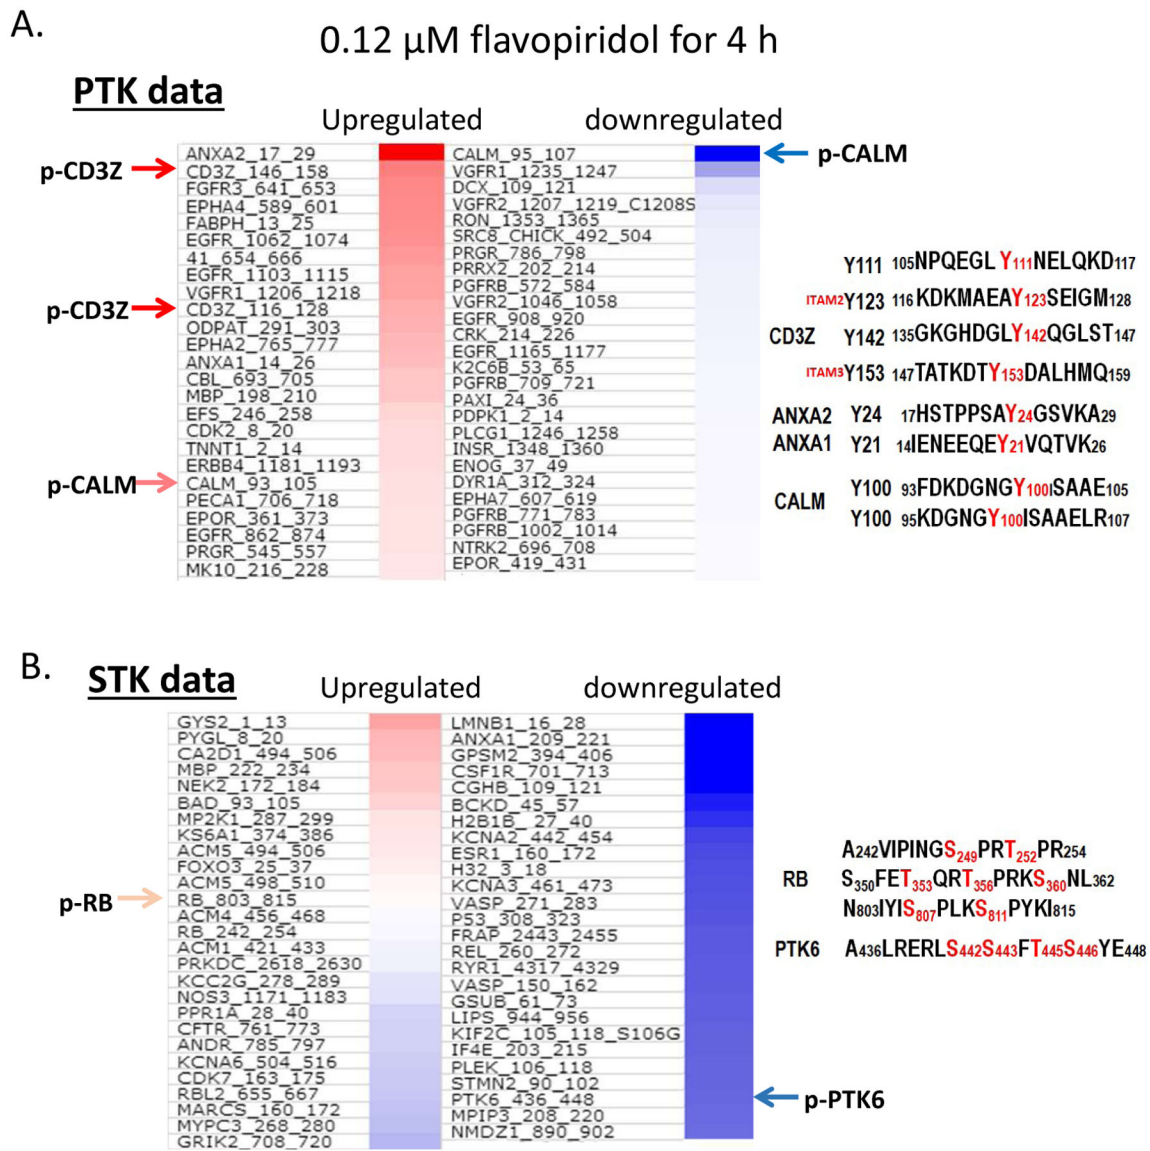 A.
0.12 µM flavopiridol for 4 h
PTK data
Upregulated
downregulated
p-CD3Z
p-CD3Z
p-CALM
ANXA2_17_29
CD3Z_146_158
FGFR3_641_653
EPHA4_589_601
FABPH_13_25
EGFR_1062_1074
41_654_666
EGFR_1103_1115
VGFR1_1206_1218
CD3Z_116_128
ODPAT_291_303
EPHA2_765_777
ANXA1_14_26
CBL_693_705
MBP_198_210
EFS_246_258
CDK2_8_20
TNNT1_2_14
ERBB4_1181_1193
CALM_93_105
PECA1_706_718
EPOR_361_373
EGFR_862_874
PRGR_545_557
MK10_216_228
CALM_95_107
VGFR1_1235_1247
DCX_109_121
VGFR2_1207_1219_C1208S
RON_1353_1365
SRC8_CHICK_492_504
PRGR_786_798
PRRX2_202_214
PGFRB_572_584
VGFR2_1046_1058
EGFR_908_920
CRK_214_226
EGFR_1165_1177
K2C6B_53_65
PGFRB_709_721
PAXI_24_36
PDPK1_2_14
PLCG1_1246_1258
INSR_1348_1360
ENOG_37_49
DYR1A_312_324
EPHA7_607_619
PGFRB_771_783
PGFRB_1002_1014
NTRK2_696_708
EPOR_419_431
p-CALM
Y111 105NPQEGL Y111NELQKD117
ITAM2Y123 116KDKMAEAY123SEIGM128
CD3Z Y142 135GKGHDGLY142QGLST147
ITAM3Y153 147TATKDTY153DALHMQ159
ANXA2 Y24 17HSTPPSAY24GSVKA29
ANXA1 Y21 14IENEEQEY21VQTVK26
CALM
Y100 93FDKDGNGY100ISAAE105
Y100 95KDGNGY100ISAAELR107
B.
STK data
Upregulated
downregulated
p-RB
GYS2_1_13
PYGL_8_20
CA2D1_494_506
MBP_222_234
NEK2_172_184
BAD_93_105
MP2K1_287_299
KS6A1_374_386
ACM5_494_506
FOXO3_25_37
ACM5_498_510
RB_803_815
ACM4_456_468
RB_242_254
ACM1_421_433
PRKDC_2618_2630
KCC2G_278_289
NOS3_1171_1183
PPR1A_28_40
CFTR_761_773
ANDR_785_797
KCNA6_504_516
CDK7_163_175
RBL2_655_667
MARCS_160_172
MYPC3_268_280
GRIK2_708_720
LMNB1_16_28
ANXA1_209_221
GPSM2_394_406
CSF1R_701_713
CGHB_109_121
BCKD_45_57
H2B1B_ 27_40
KCNA2_442_454
ESR1_160_172
H32_3_18
KCNA3_461_473
VASP_271_283
P53_308_323
FRAP_2443_2455
REL_260_272
RYR1_4317_4329
VASP_150_162
GSUB_61_73
LIPS_944_956
KIF2C_105_118_S106G
IF4E_203_215
PLEK_106_118
STMN2_90_102
PTK6_436_448
MPIP3_208_220
NMDZ1_890_902
p-PTK6
RB
A242VIPINGS249PRT252PR254
S350FET353QRT356PRKS360NL362
N803IYIS807PLKS811PYKI815
PTK6 A436LRERLS442S443FT445S446YE448